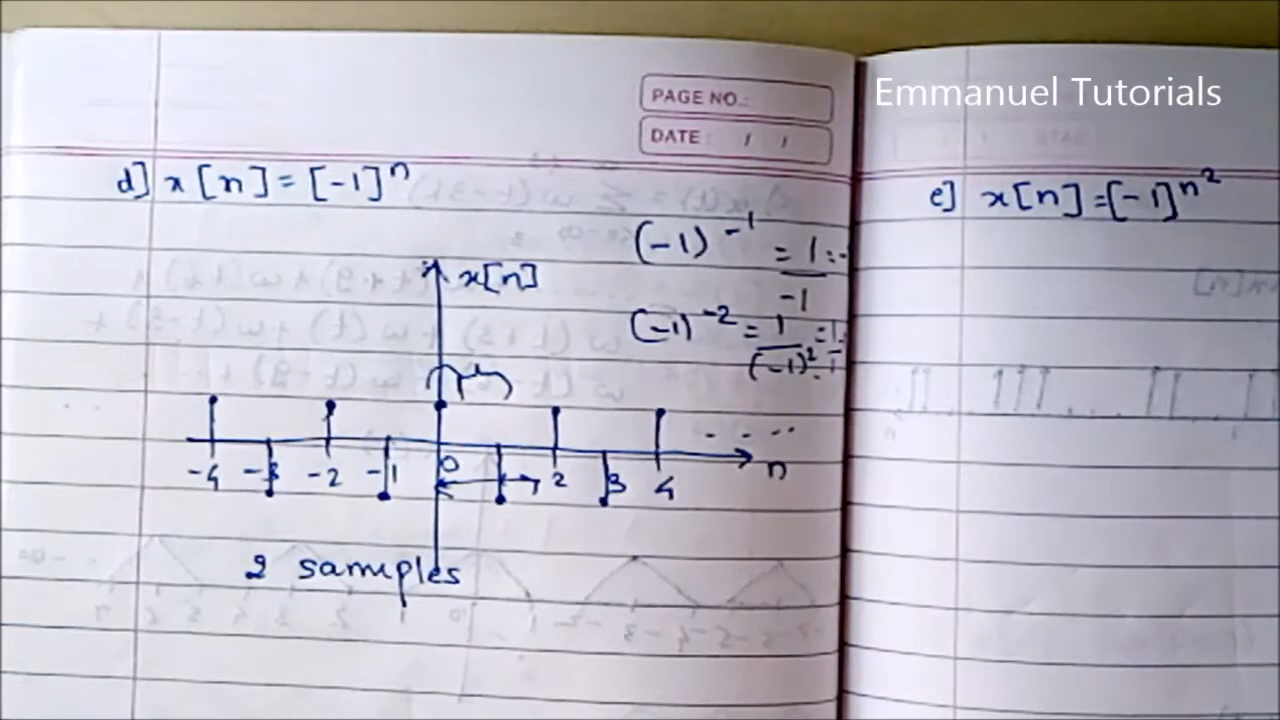 Emmanuel Tutorials
PAGE NO.:
DATE: / /
d] x[n] = [-1]^n
(-1)^-1 = 1
-1
(-1)^-2 = 1
(-1)^2
x[n]
-4 -3 -2 -1 0 2 3 4 n
2 samples
e] x[n] = [-1]^n^2